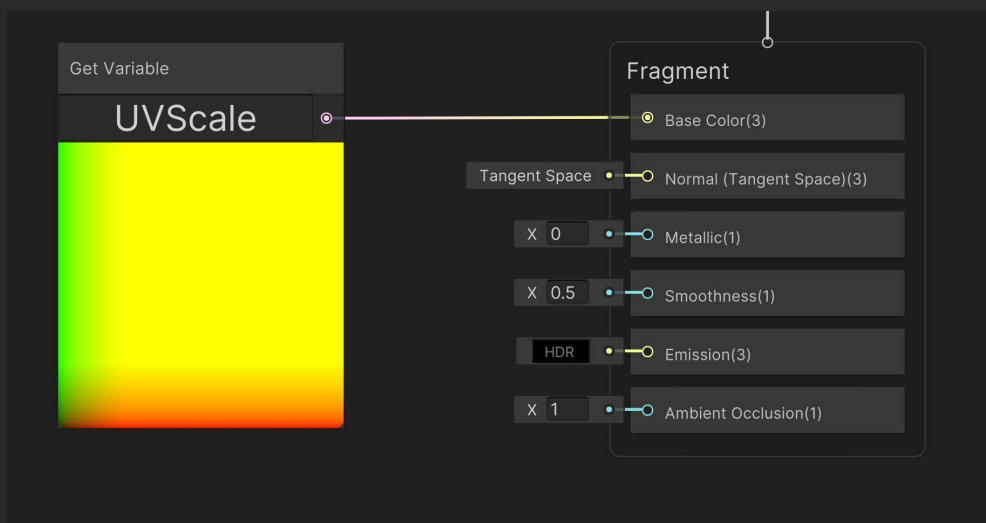 Get Variable
UVScale
Fragment
Base Color(3)
Tangent Space
Normal (Tangent Space)(3)
X 0
Metallic(1)
X 0.5
Smoothness(1)
HDR
Emission(3)
X 1
Ambient Occlusion(1)